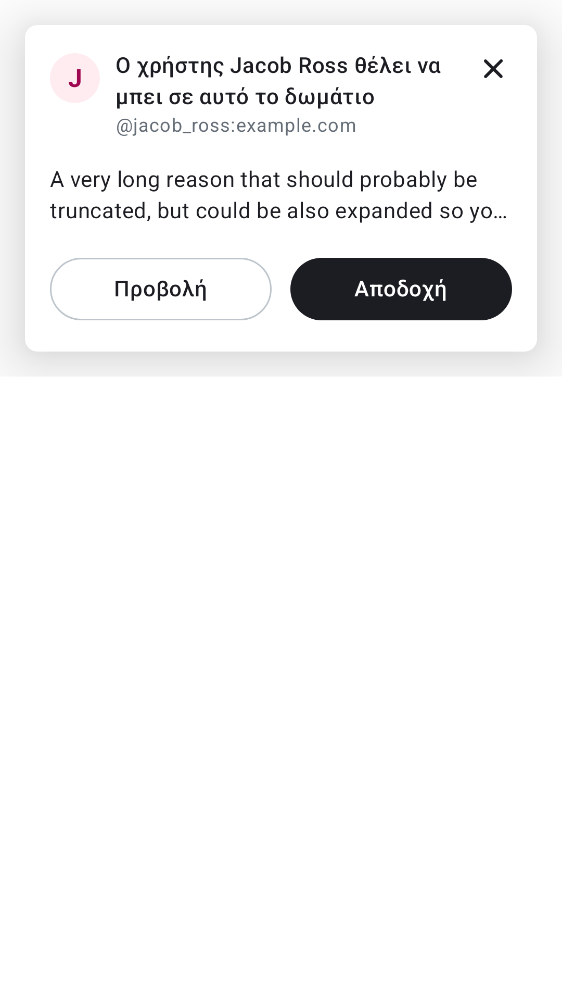 J
Ο χρήστης Jacob Ross θέλει να
μπει σε αυτό το δωμάτιο
@jacob_ross:example.com
A very long reason that should probably be
truncated, but could be also expanded so yo…
Προβολή
Αποδοχή